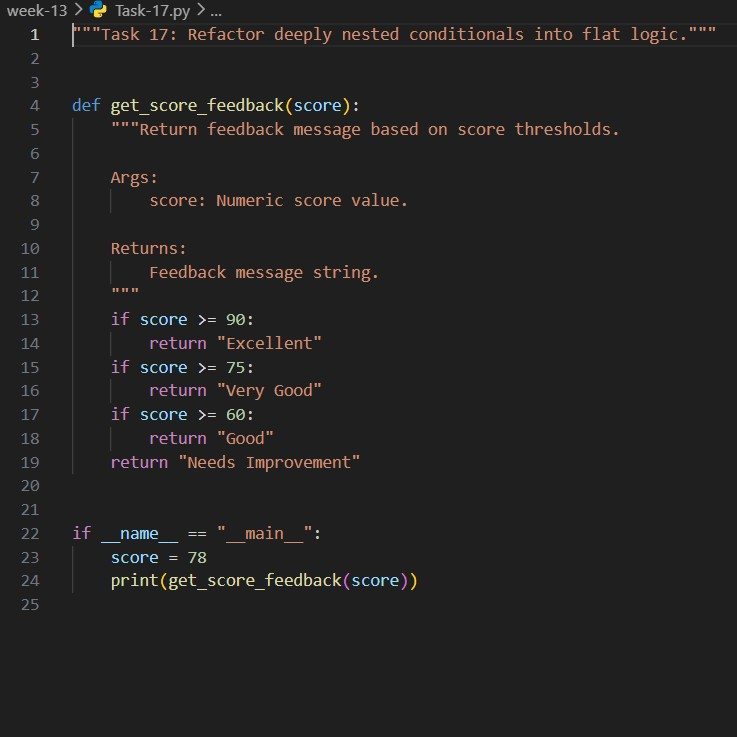 week-13 > Task-17.py > ...
1 """Task 17: Refactor deeply nested conditionals into flat logic."""
2
3
4 def get_score_feedback(score):
5     """Return feedback message based on score thresholds.
6
7     Args:
8         score: Numeric score value.
9
10     Returns:
11         Feedback message string.
12     """
13     if score >= 90:
14         return "Excellent"
15     if score >= 75:
16         return "Very Good"
17     if score >= 60:
18         return "Good"
19     return "Needs Improvement"
20
21
22 if __name__ == "__main__":
23     score = 78
24     print(get_score_feedback(score))
25